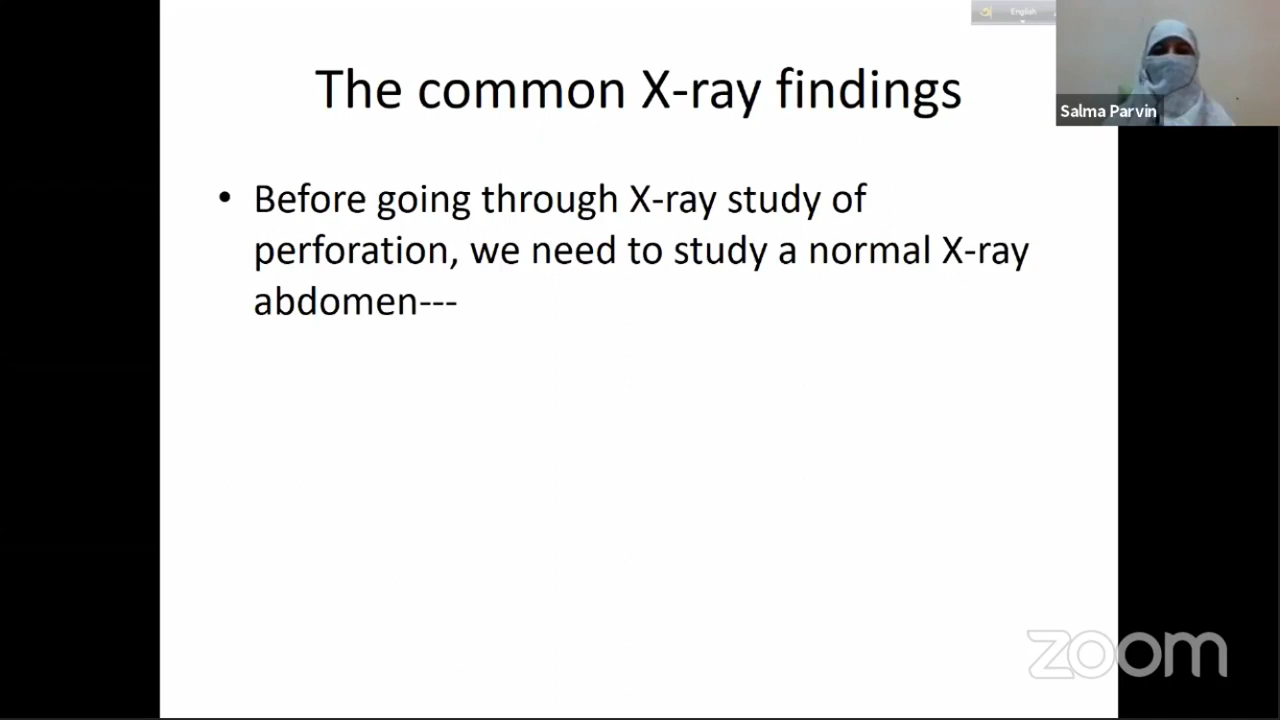 অ English
The common X-ray findings
Salma Parvin
• Before going through X-ray study of
perforation, we need to study a normal X-ray
abdomen---
zoom